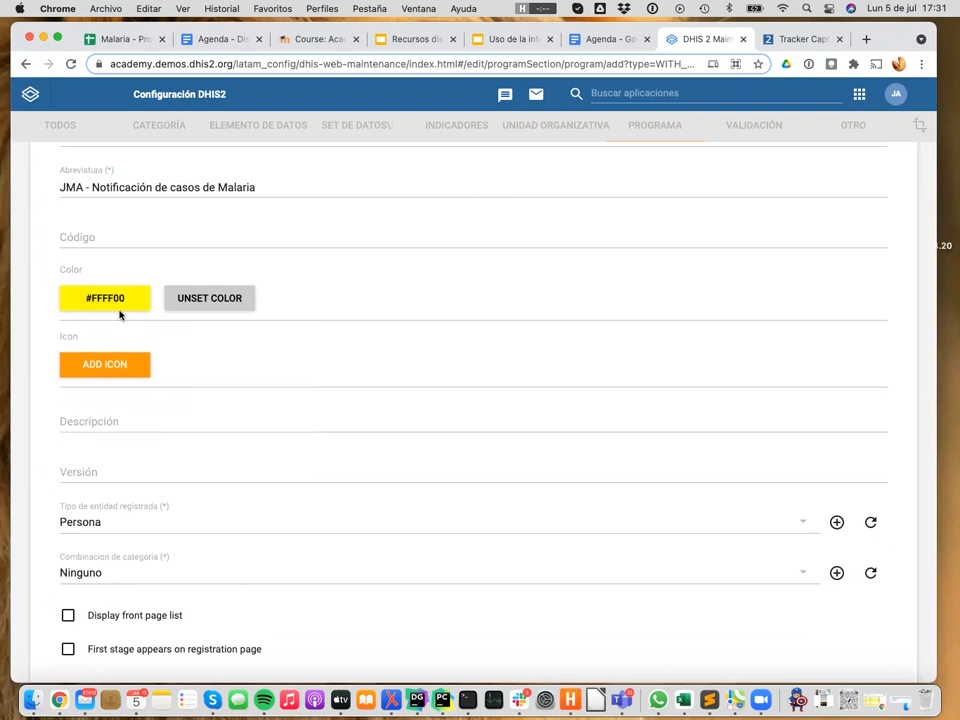 Chrome Archivo Editar Ver Historial Favoritos Perfiles Pestaña Ventana Ayuda Lun 5 de jul 17:31
Malaria - Pro Agenda - Dis Course: Aca Recursos dis Uso de la inf Agenda - Go DHIS 2 Main Tracker Capt
academy.demos.dhis2.org/latam_config/dhis-web-maintenance/index.html#/edit/programSection/program/add?type=WITH_...
Configuración DHIS2 Buscar aplicaciones JA
TODOS CATEGORÍA ELEMENTO DE DATOS SET DE DATOS\: INDICADORES UNIDAD ORGANIZATIVA PROGRAMA VALIDACIÓN OTRO
Abreviatura (*)
JMA - Notificación de casos de Malaria
Código
4.20
Color
#FFFF00 UNSET COLOR
Icon
ADD ICON
Descripción
Versión
Tipo de entidad registrada (*)
Persona
Combinacion de categoria (*)
Ninguno
Display front page list
First stage appears on registration page